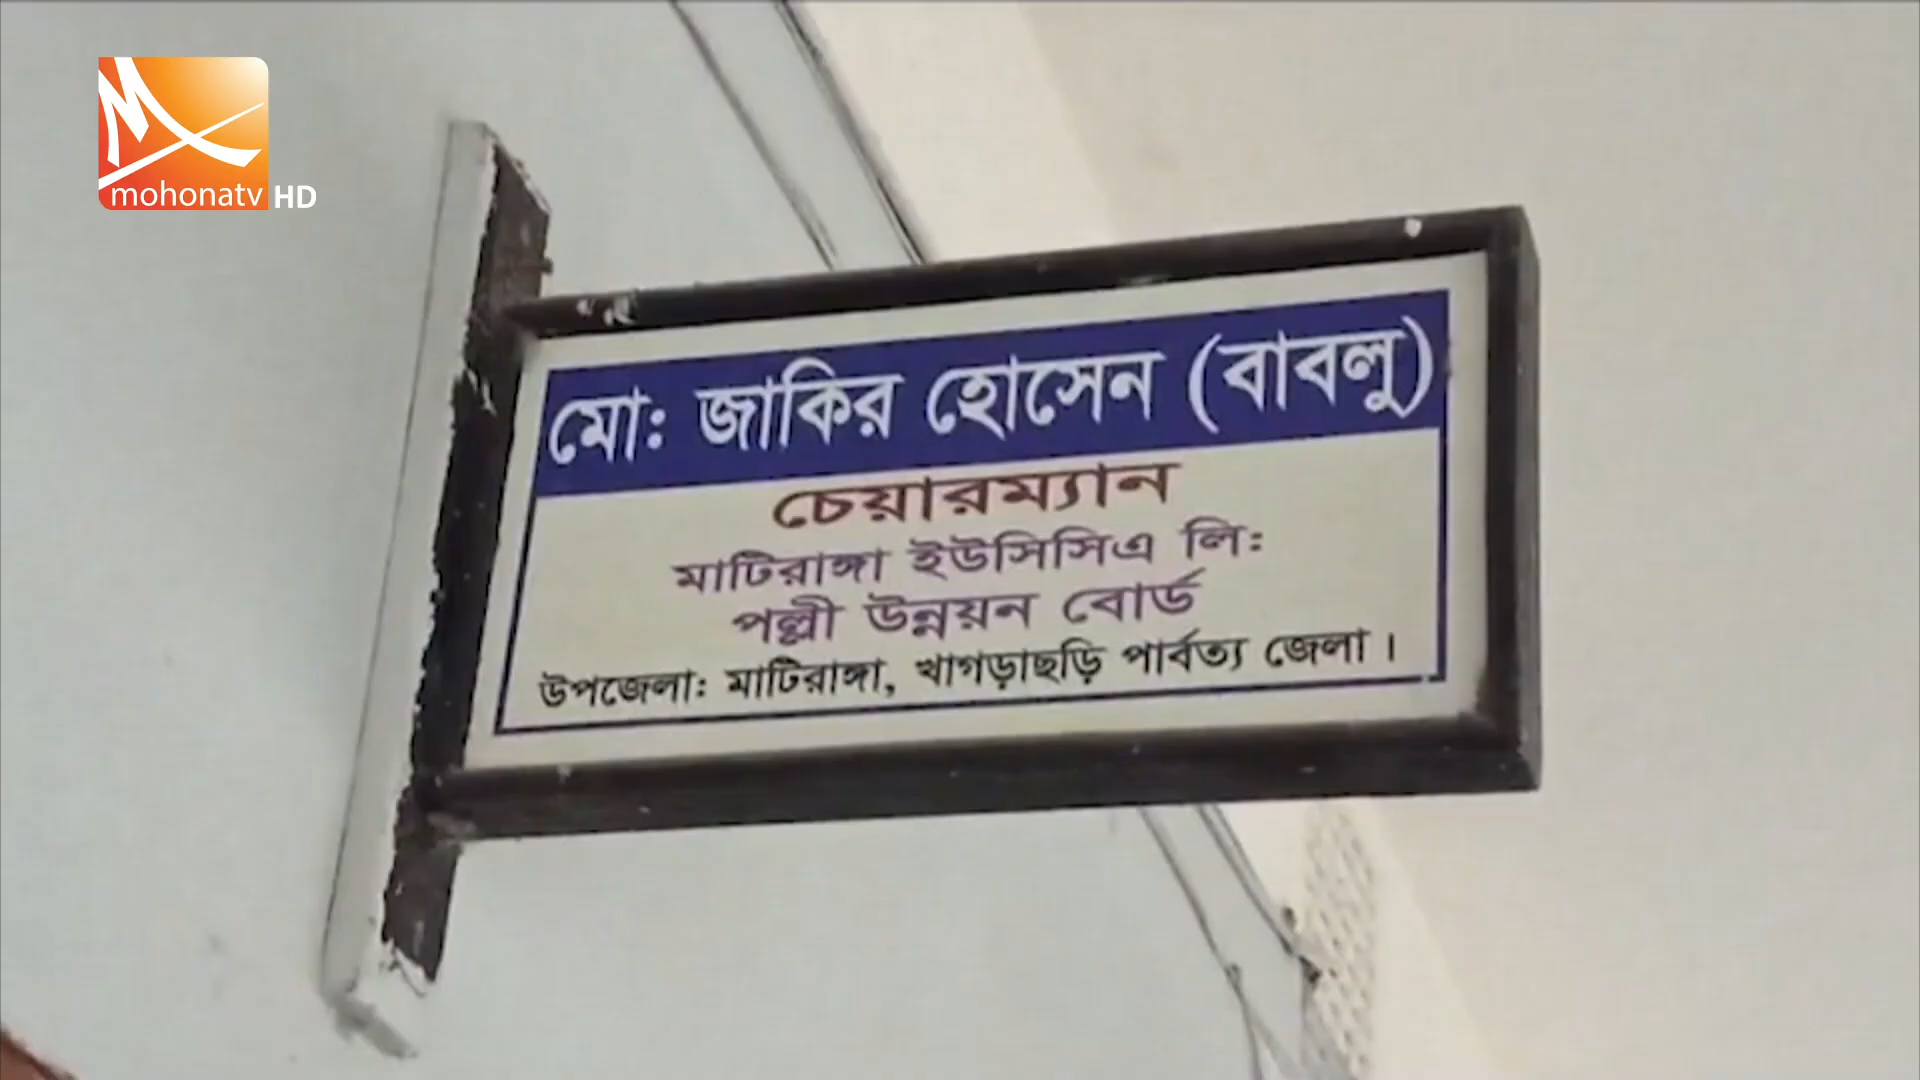 mohonatv HD
মো: জাকির হোসেন (বাবলু)
চেয়ারম্যান
মাটিরাঙ্গা ইউসিসিএ লি:
পল্লী উন্নয়ন বোর্ড
উপজেলা: মাটিরাঙ্গা, খাগড়াছড়ি পার্বত্য জেলা।